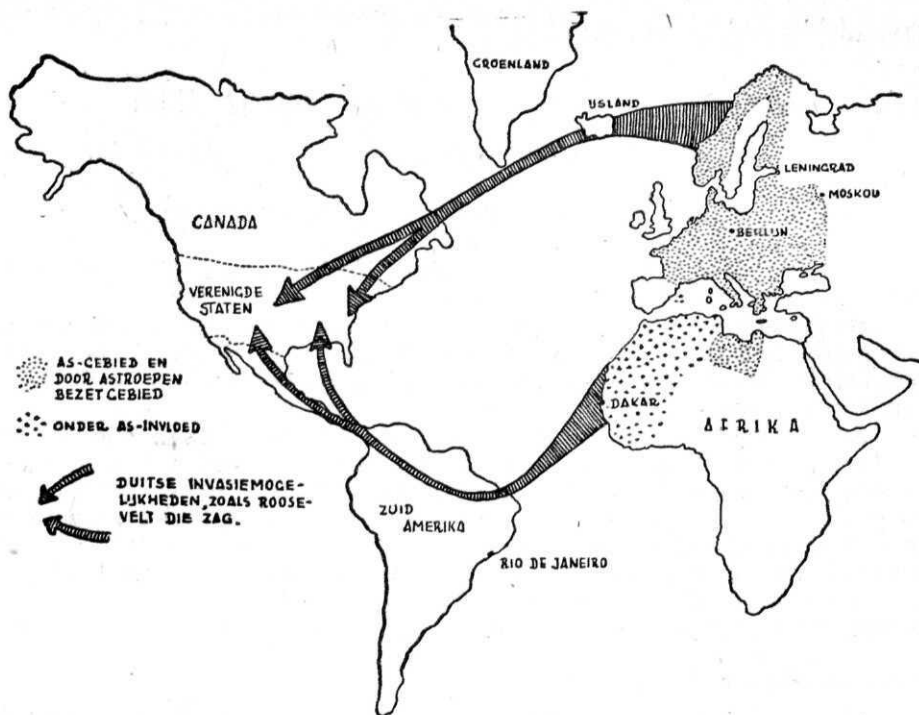 GROENLAND
IJSLAND
LENINGRAD
MOSKOU
CANADA
BERLIJN
VERENIGDE
STATEN
AS-GEBIED EN
DOOR ASTROEPEN
BEZET GEBIED
DAKAR
ONDER AS-INVLOED
AFRIKA
DUITSE INVASIEMOGE-
LIJKHEDEN, ZOALS ROOSE-
VELT DIE ZAG.
ZUID
AMERIKA
RIO DE JANEIRO